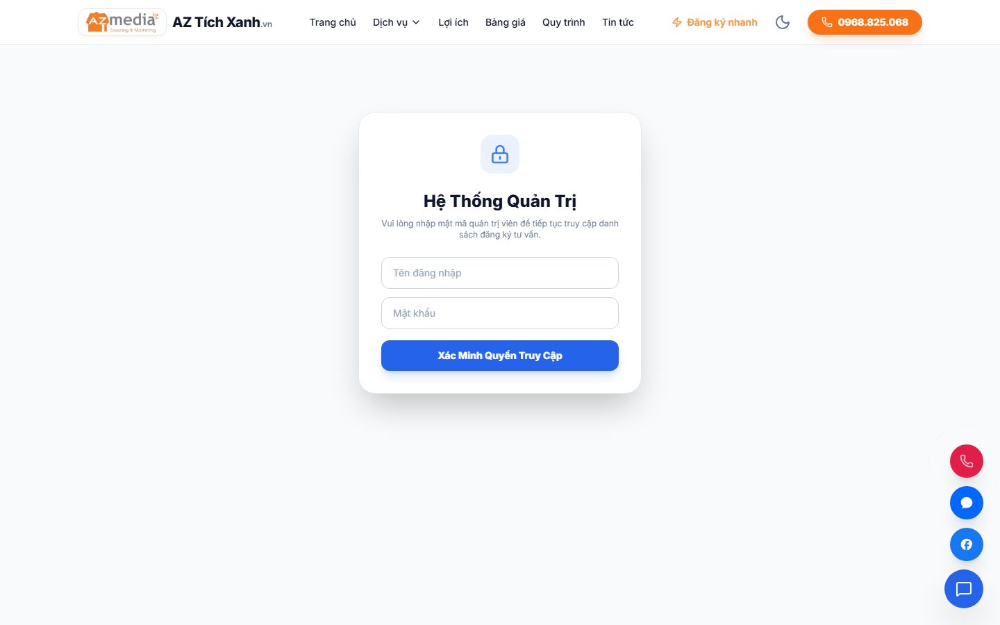 AZmedia
Coaching & Marketing
AZ Tích Xanh.vn
Trang chủ
Dịch vụ
Lợi ích
Bảng giá
Quy trình
Tin tức
Đăng ký nhanh
0968.825.068
Hệ Thống Quản Trị
Vui lòng nhập mật mã quản trị viên để tiếp tục truy cập danh
sách đăng ký tư vấn.
Tên đăng nhập
Mật khẩu
Xác Minh Quyền Truy Cập